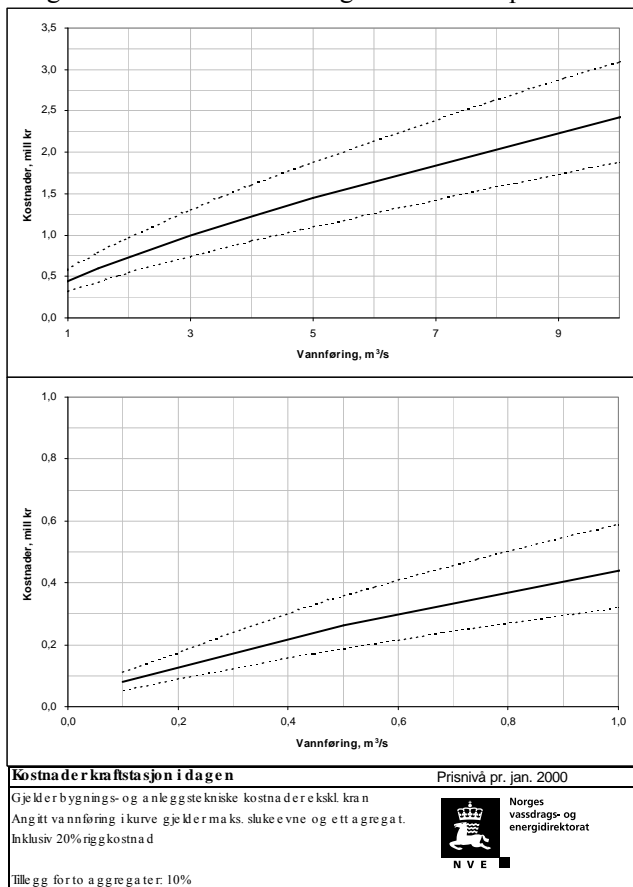 3,5
3,0
2,5
2,0
1,5
1,0
0,5
0,0
Kostnader, mill kr
1
3
5
7
9
Vannføring, m³/s
1,0
0,8
0,6
0,4
0,2
0,0
Kostnader, mill kr
0,0
0,2
0,4
0,6
0,8
1,0
Vannføring, m³/s
Kostnader kraftstasjon i dagen
Prisnivå pr. jan. 2000
Gjelder bygnings- og anleggstekniske kostnader ekskl. kran
Angitt vannføring i kurve gjelder maks. slukeevne og ett agregat.
Inklusiv 20% riggkostnad
Tillegg for to aggregater: 10%
Norges
vassdrags- og
energidirektorat
N V E